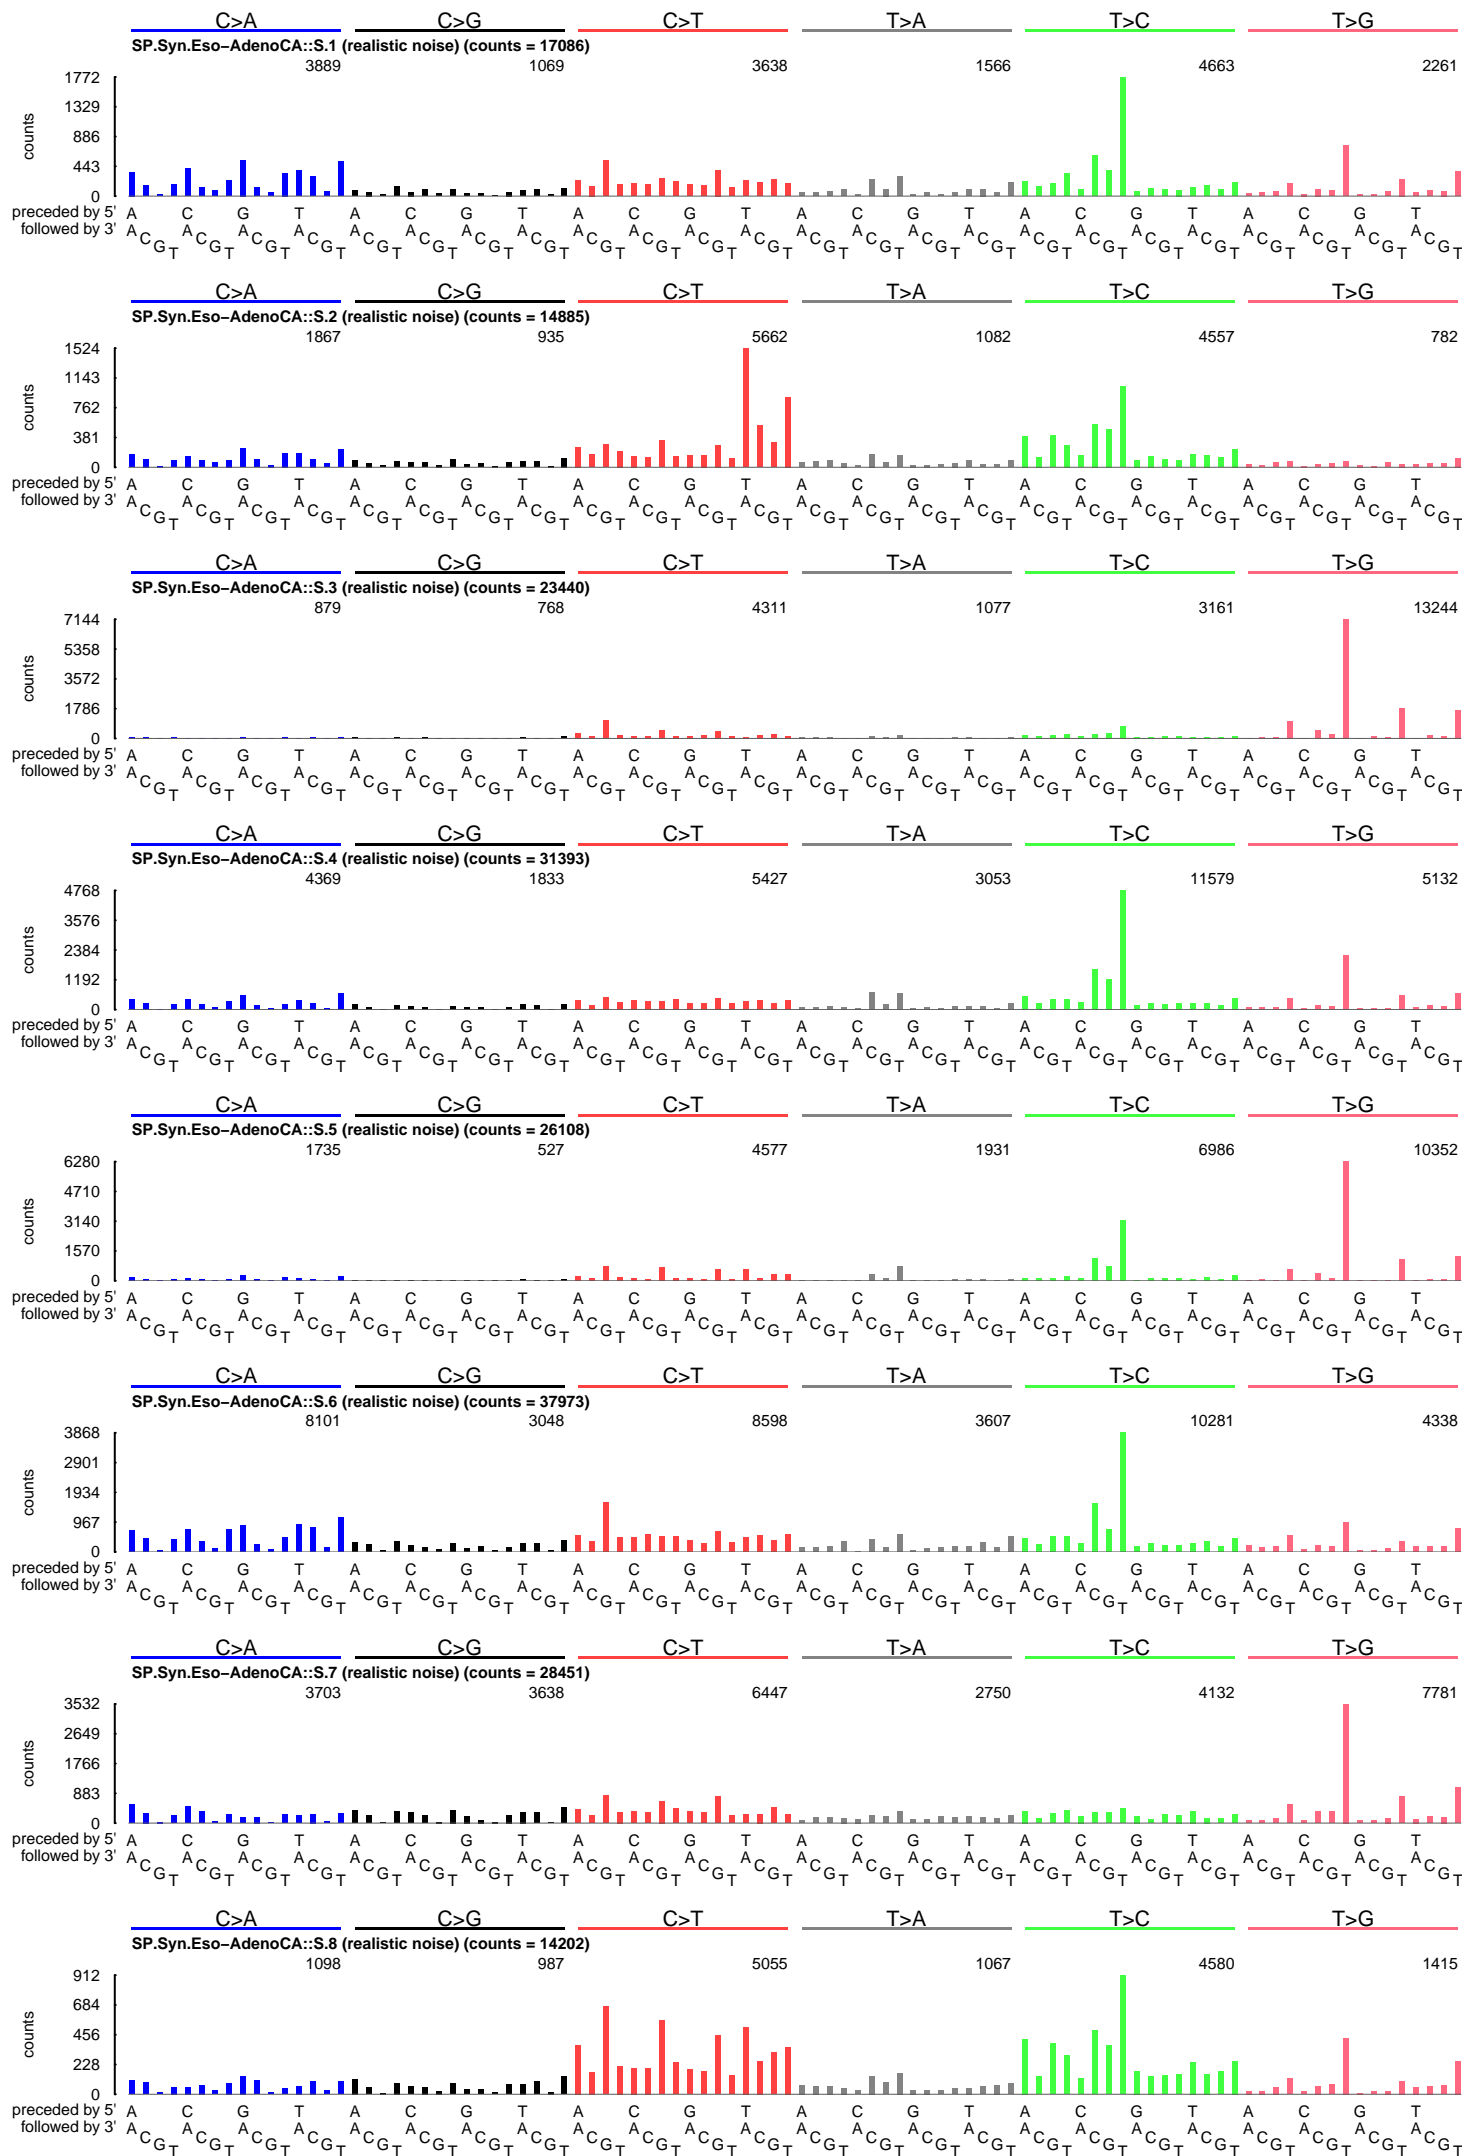 C>A C>G C>T T>A T>C T>G
SP.Syn.Eso−AdenoCA::S.1 (realistic noise) (counts = 17086)
3889 1069 3638 1566 4663 2261
1772
1329
886
443
0
counts
preceded by 5' A C G T A C G T A C G T A C G T A C G T A C G T
followed by 3' A C G T A C G T A C G T A C G T A C G T A C G T A C G T A C G T A C G T A C G T A C G T A C G T A C G T A C G T A C G T A C G T A C G T A C G T A C G T A C G T A C G T A C G T A C G T A C G T
C>A C>G C>T T>A T>C T>G
SP.Syn.Eso−AdenoCA::S.2 (realistic noise) (counts = 14885)
1867 935 5662 1082 4557 782
1524
1143
762
381
0
counts
preceded by 5' A C G T A C G T A C G T A C G T A C G T A C G T
followed by 3' A C G T A C G T A C G T A C G T A C G T A C G T A C G T A C G T A C G T A C G T A C G T A C G T A C G T A C G T A C G T A C G T A C G T A C G T A C G T A C G T A C G T A C G T A C G T A C G T
C>A C>G C>T T>A T>C T>G
SP.Syn.Eso−AdenoCA::S.3 (realistic noise) (counts = 23440)
879 768 4311 1077 3161 13244
7144
5358
3572
1786
0
counts
preceded by 5' A C G T A C G T A C G T A C G T A C G T A C G T
followed by 3' A C G T A C G T A C G T A C G T A C G T A C G T A C G T A C G T A C G T A C G T A C G T A C G T A C G T A C G T A C G T A C G T A C G T A C G T A C G T A C G T A C G T A C G T A C G T A C G T
C>A C>G C>T T>A T>C T>G
SP.Syn.Eso−AdenoCA::S.4 (realistic noise) (counts = 31393)
4369 1833 5427 3053 11579 5132
4768
3576
2384
1192
0
counts
preceded by 5' A C G T A C G T A C G T A C G T A C G T A C G T
followed by 3' A C G T A C G T A C G T A C G T A C G T A C G T A C G T A C G T A C G T A C G T A C G T A C G T A C G T A C G T A C G T A C G T A C G T A C G T A C G T A C G T A C G T A C G T A C G T A C G T
C>A C>G C>T T>A T>C T>G
SP.Syn.Eso−AdenoCA::S.5 (realistic noise) (counts = 26108)
1735 527 4577 1931 6986 10352
6280
4710
3140
1570
0
counts
preceded by 5' A C G T A C G T A C G T A C G T A C G T A C G T
followed by 3' A C G T A C G T A C G T A C G T A C G T A C G T A C G T A C G T A C G T A C G T A C G T A C G T A C G T A C G T A C G T A C G T A C G T A C G T A C G T A C G T A C G T A C G T A C G T A C G T
C>A C>G C>T T>A T>C T>G
SP.Syn.Eso−AdenoCA::S.6 (realistic noise) (counts = 37973)
8101 3048 8598 3607 10281 4338
3868
2901
1934
967
0
counts
preceded by 5' A C G T A C G T A C G T A C G T A C G T A C G T
followed by 3' A C G T A C G T A C G T A C G T A C G T A C G T A C G T A C G T A C G T A C G T A C G T A C G T A C G T A C G T A C G T A C G T A C G T A C G T A C G T A C G T A C G T A C G T A C G T A C G T
C>A C>G C>T T>A T>C T>G
SP.Syn.Eso−AdenoCA::S.7 (realistic noise) (counts = 28451)
3703 3638 6447 2750 4132 7781
3532
2649
1766
883
0
counts
preceded by 5' A C G T A C G T A C G T A C G T A C G T A C G T
followed by 3' A C G T A C G T A C G T A C G T A C G T A C G T A C G T A C G T A C G T A C G T A C G T A C G T A C G T A C G T A C G T A C G T A C G T A C G T A C G T A C G T A C G T A C G T A C G T A C G T
C>A C>G C>T T>A T>C T>G
SP.Syn.Eso−AdenoCA::S.8 (realistic noise) (counts = 14202)
1098 987 5055 1067 4580 1415
912
684
456
228
0
counts
preceded by 5' A C G T A C G T A C G T A C G T A C G T A C G T
followed by 3' A C G T A C G T A C G T A C G T A C G T A C G T A C G T A C G T A C G T A C G T A C G T A C G T A C G T A C G T A C G T A C G T A C G T A C G T A C G T A C G T A C G T A C G T A C G T A C G T